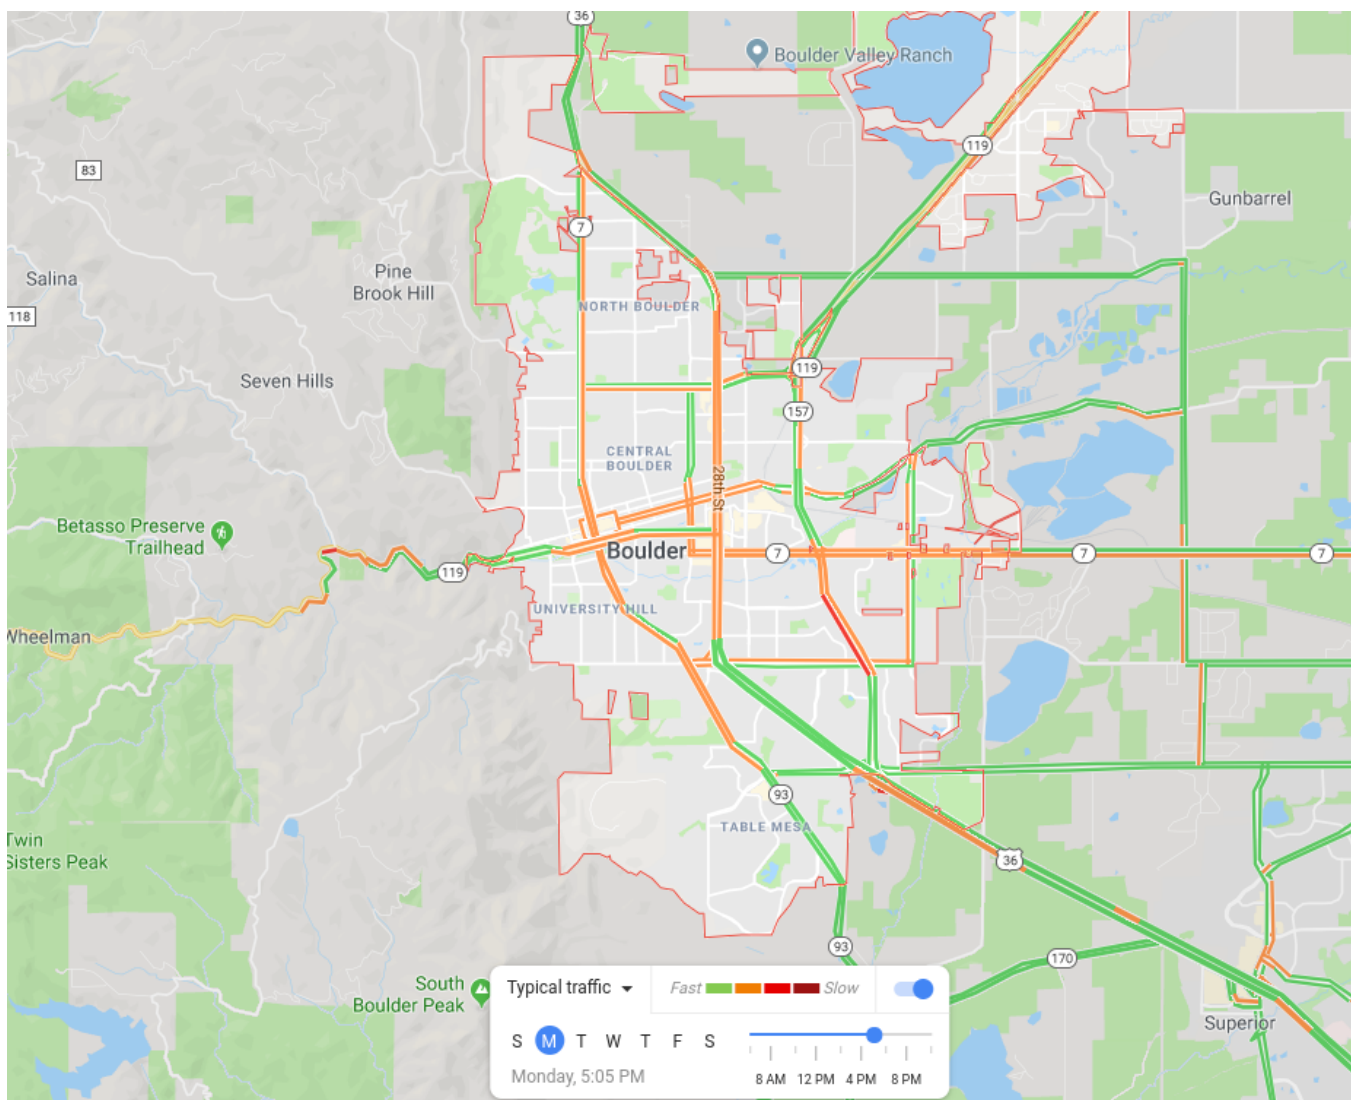 36
Boulder Valley Ranch
119
83
Gunbarrel
7
Salina
Pine
Brook Hill
118
NORTH BOULDER
119
Seven Hills
157
CENTRAL
BOULDER
28th St
Betasso Preserve
Trailhead
Boulder
7
7
7
119
UNIVERSITY HILL
Wheelman
93
TABLE MESA
Twin
Sisters Peak
36
93
170
South
Boulder Peak
Superior
Typical traffic
Fast
Slow
S M T W T F S
Monday, 5:05 PM
8 AM 12 PM 4 PM 8 PM